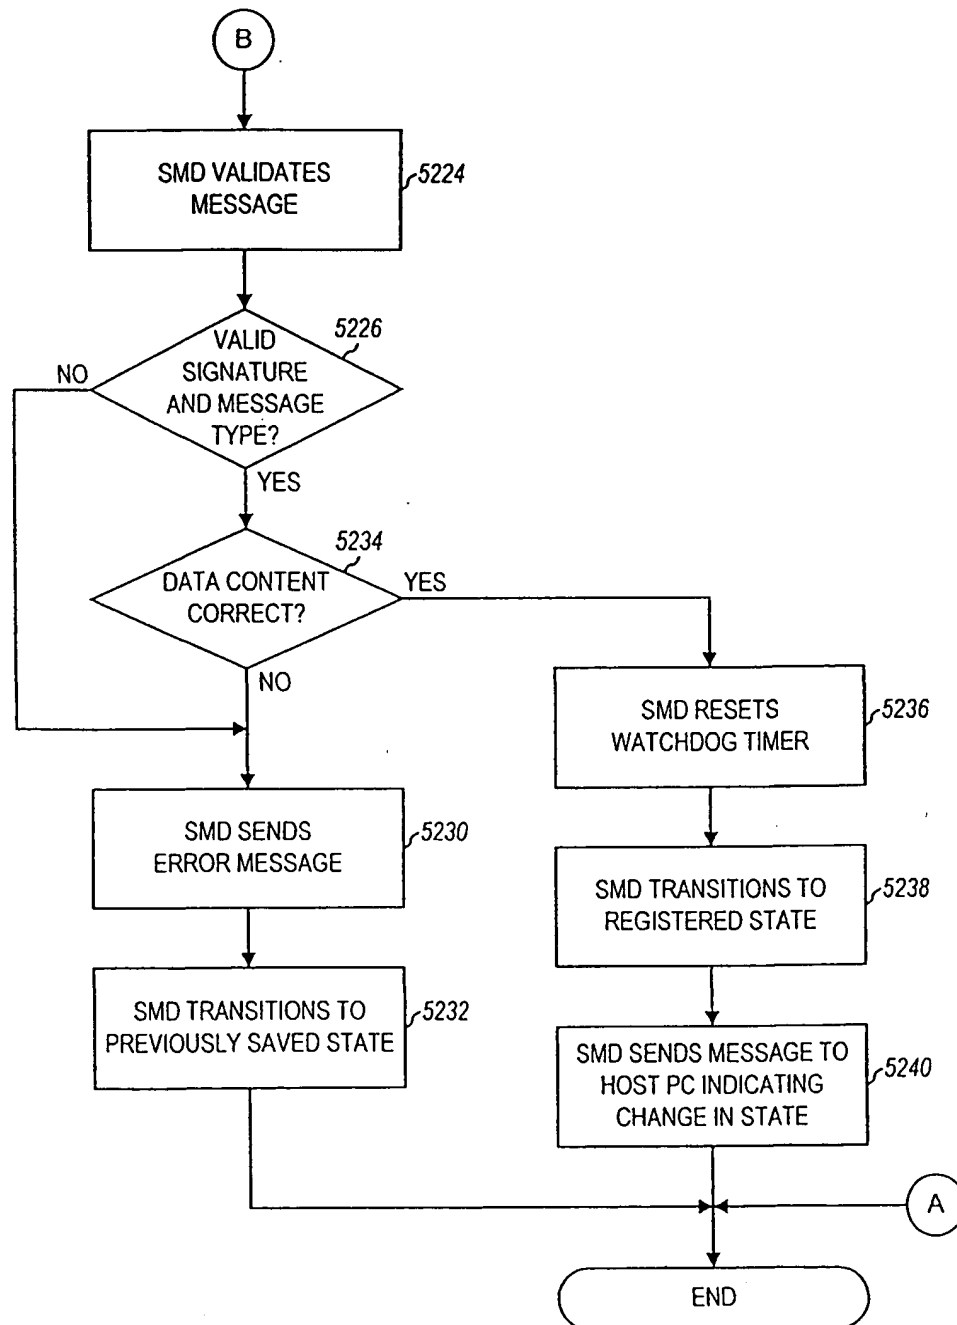 B
SMD VALIDATES
MESSAGE
5224
VALID
SIGNATURE
AND MESSAGE
TYPE?
5226
NO
YES
DATA CONTENT
CORRECT?
5234
YES
NO
SMD RESETS
WATCHDOG TIMER
5236
SMD SENDS
ERROR MESSAGE
5230
SMD TRANSITIONS TO
REGISTERED STATE
5238
SMD TRANSITIONS TO
PREVIOUSLY SAVED STATE
5232
SMD SENDS MESSAGE TO
HOST PC INDICATING
CHANGE IN STATE
5240
A
END